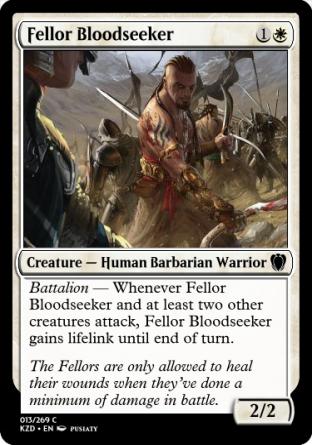 Fellor Bloodseeker 1
Creature — Human Barbarian Warrior
Battalion — Whenever Fellor
Bloodseeker and at least two other
creatures attack, Fellor Bloodseeker
gains lifelink until end of turn.
The Fellors are only allowed to heal
their wounds when they've done a
minimum of damage in battle.
2/2
013/269 C
KZD • EN PUSIATY